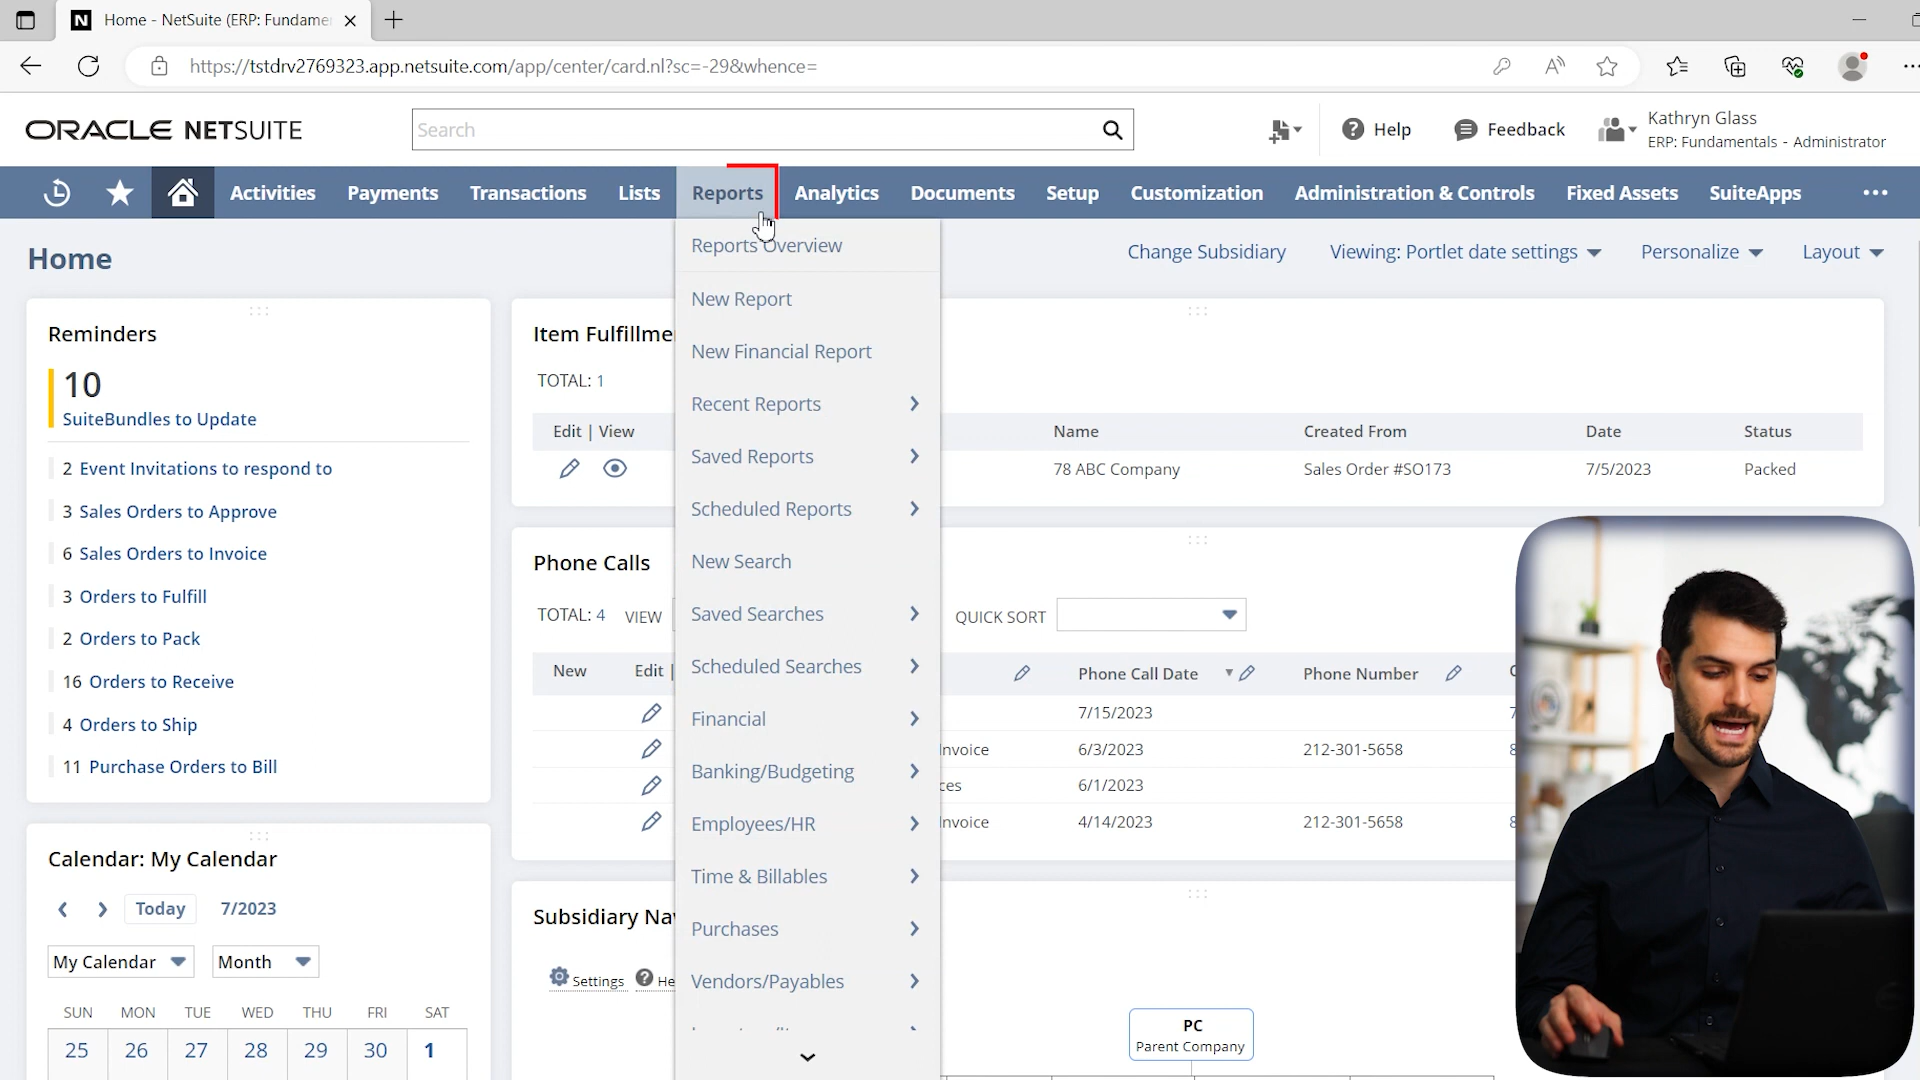 Home - NetSuite (ERP: Fundame
https://tstdrv2769323.app.netsuite.com/app/center/card.nl?sc=-29&whence=
ORACLE NETSUITE
Search
Help
Feedback
Kathryn Glass
ERP: Fundamentals - Administrator
Activities
Payments
Transactions
Lists
Reports
Analytics
Documents
Setup
Customization
Administration & Controls
Fixed Assets
SuiteApps
Home
Change Subsidiary
Viewing: Portlet date settings
Personalize
Layout
Reports Overview
New Report
New Financial Report
Recent Reports
Saved Reports
Scheduled Reports
New Search
Saved Searches
Scheduled Searches
Financial
Banking/Budgeting
Employees/HR
Time & Billables
Purchases
Vendors/Payables
Reminders
10
SuiteBundles to Update
2 Event Invitations to respond to
3 Sales Orders to Approve
6 Sales Orders to Invoice
3 Orders to Fulfill
2 Orders to Pack
16 Orders to Receive
4 Orders to Ship
11 Purchase Orders to Bill
Calendar: My Calendar
Today 7/2023
My Calendar Month
SUN MON TUE WED THU FRI SAT
25 26 27 28 29 30 1
Item Fulfillme
TOTAL: 1
Edit | View Name Created From Date Status
78 ABC Company Sales Order #SO173 7/5/2023 Packed
Phone Calls
TOTAL: 4 VIEW QUICK SORT
New Edit | Phone Call Date Phone Number
7/15/2023
nvoice 6/3/2023 212-301-5658
ces 6/1/2023
nvoice 4/14/2023 212-301-5658
Subsidiary Na
Settings He
PC
Parent Company